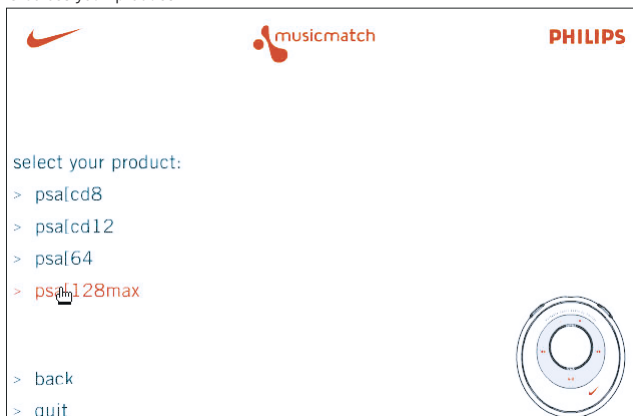 musicmatch
PHILIPS
select your product:
> psa[cd8
> psa[cd12
> psa[64
> psa[128max
> back
> quit